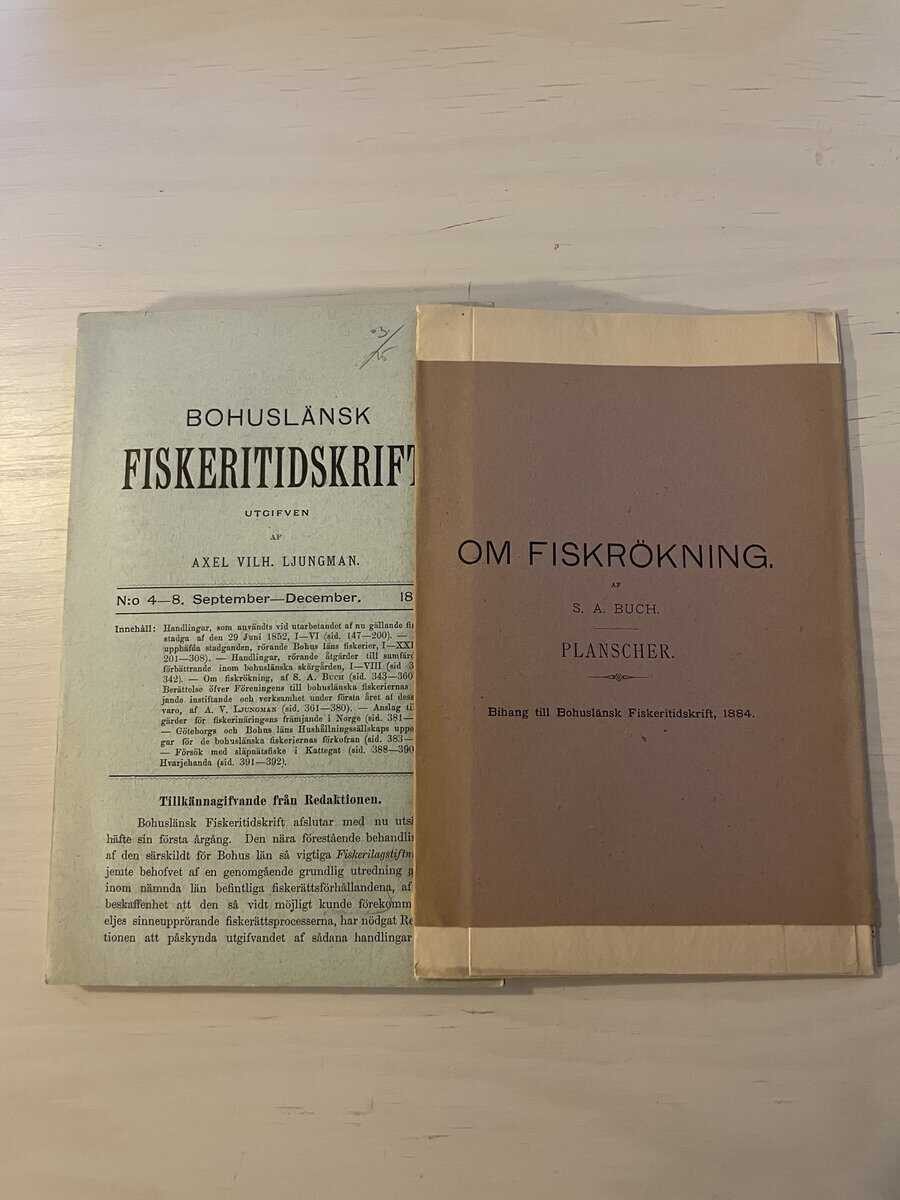 BOHUSLÄNSK
FISKERITIDSKRIFT
UTGIFVEN
AF
AXEL VILH. LJUNGMAN.
N:o 4—8. September—December. 18
Innehåll: Handlingar, som användts vid utarbetandet af nu gällande
stadga af den 29 Juni 1852, I—VI (sid. 147—200). —
upphäfda stadganden, rörande Bohus läns fiskerier, I—XXI
201—308). — Handlingar, rörande åtgärder till
förbättrande inom bohuslänska skärgården, I—VIII (sid 3
342). — Om fiskrökning, af S. A. BUCH (sid. 343—360
Berättelse öfver Föreningens till bohuslänska fiskeriernas
jande instiftande och verksamhet under första året af dess
varo, af A. V. LJUNGMAN (sid. 361—380). — Anslag
gärder för fiskerinäringens främjande i Norge (sid. 381—
— Göteborgs och Bohus läns Hushållningssällskaps
gar för de bohuslänska fiskeriernas förkofran (sid. 383—
— Försök med släpnätsfiske i Kattegat (sid. 388—390
Hvarjehanda (sid. 391—392).
Tillkännagifvande från Redaktionen.
Bohuslänsk Fiskeritidskrift afslutar med nu
häfte sin första årgång. Den nära förestående
af den särskildt för Bohus län så vigtiga
jemte behofvet af en genomgående grundlig utredning
inom nämnda län befintliga fiskerättsförhållandena, af
beskaffenhet att den så vidt möjligt kunde
eljes sinneupprörande fiskerättsprocesserna, har nödgat
tionen att påskynda utgifvandet af sådana handlingar
OM FISKRÖKNING.
AF
S. A. BUCH.
PLANSCHER.
Bihang till Bohuslänsk Fiskeritidskrift, 1884.